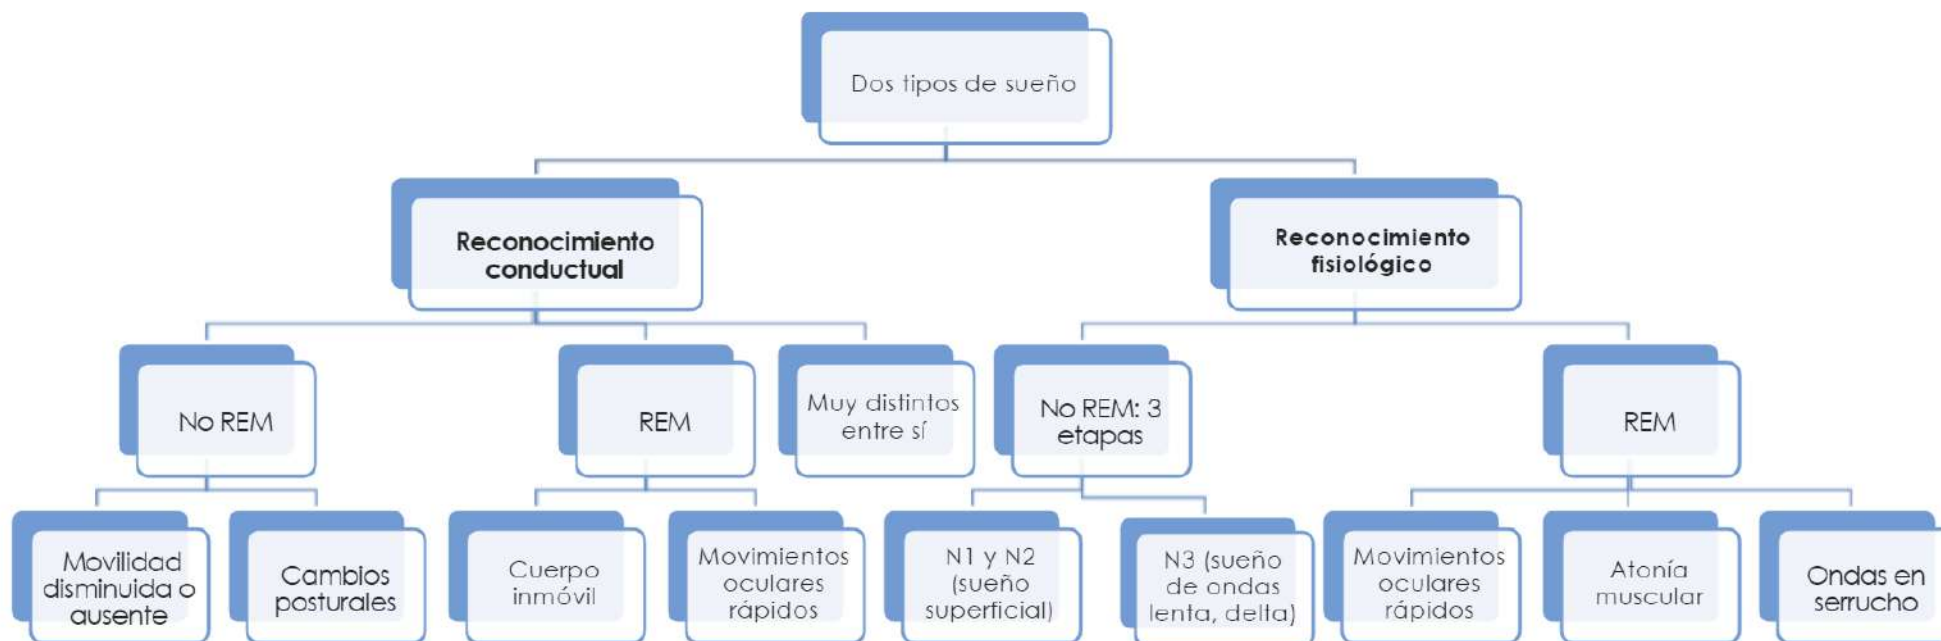 Dos tipos de sueño
Reconocimiento
conductual
Reconocimiento
fisiológico
No REM
REM
Muy distintos
entre sí
No REM: 3
etapas
REM
Movilidad
disminuida o
ausente
Cambios
posturales
Cuerpo
inmóvil
Movimientos
oculares
rápidos
N1 y N2
(sueño
superficial)
N3 (sueño
de ondas
lenta, delta)
Movimientos
oculares
rápidos
Atonía
muscular
Ondas en
serrucho